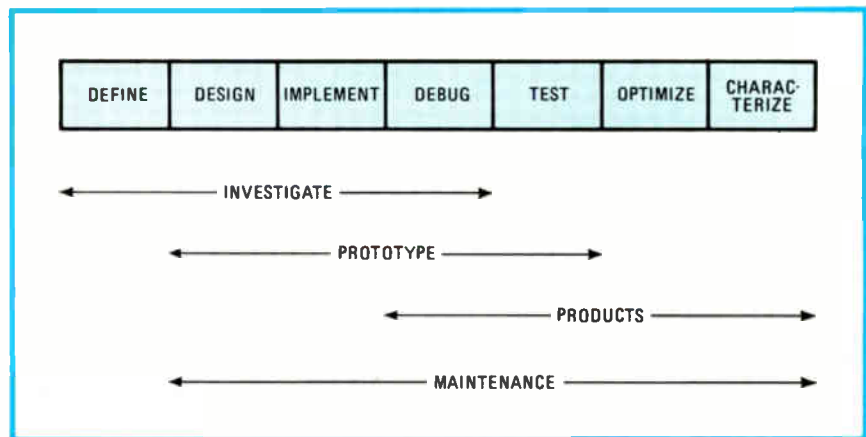 DEFINE
DESIGN
IMPLEMENT
DEBUG
TEST
OPTIMIZE
CHARAC-
TERIZE
INVESTIGATE
PROTOTYPE
PRODUCTS
MAINTENANCE